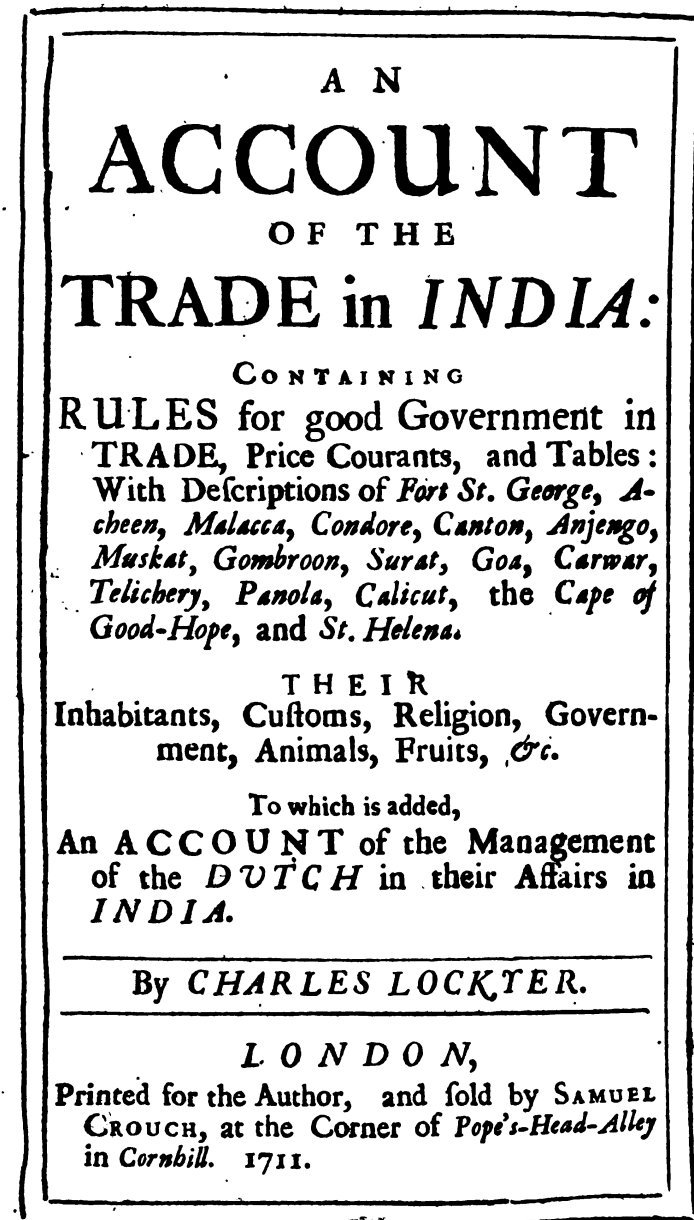 AN
ACCOUNT
OF THE
TRADE in INDIA:
CONTAINING
RULES for good Government in
TRADE, Price Courants, and Tables:
With Deſcriptions of Fort St. George, A-
cheen, Malacca, Condore, Canton, Anjengo,
Muskat, Gombroon, Surat, Goa, Carwar,
Telichery, Panola, Calicut, the Cape of
Good-Hope, and St. Helena.
THEIR
Inhabitants, Cuſtoms, Religion, Govern-
ment, Animals, Fruits, &c.
To which is added,
An ACCOUNT of the Management
of the DUTCH in their Affairs in
INDIA.
By CHARLES LOCKYER.
LONDON,
Printed for the Author, and ſold by SAMUEL
CROUCH, at the Corner of Pope's-Head-Alley
in Cornhill. 1711.